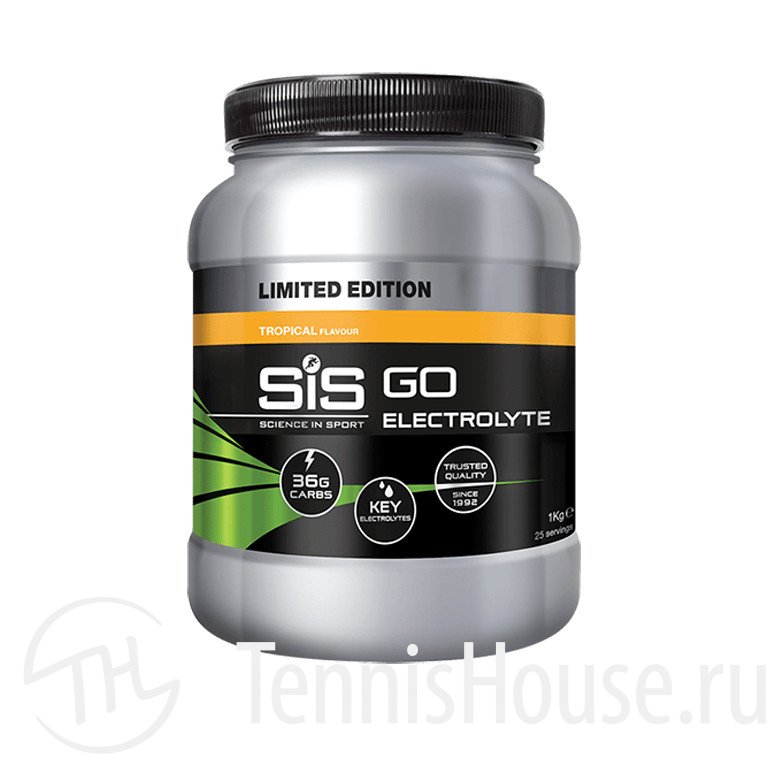 LIMITED EDITION
TROPICAL FLAVOUR
SiS GO
SCIENCE IN SPORT
ELECTROLYTE
36G
CARBS
KEY
ELECTROLYTES
TRUSTED
QUALITY
SINCE
1992
1Kg e
25 servings
TH
TennisHouse.ru